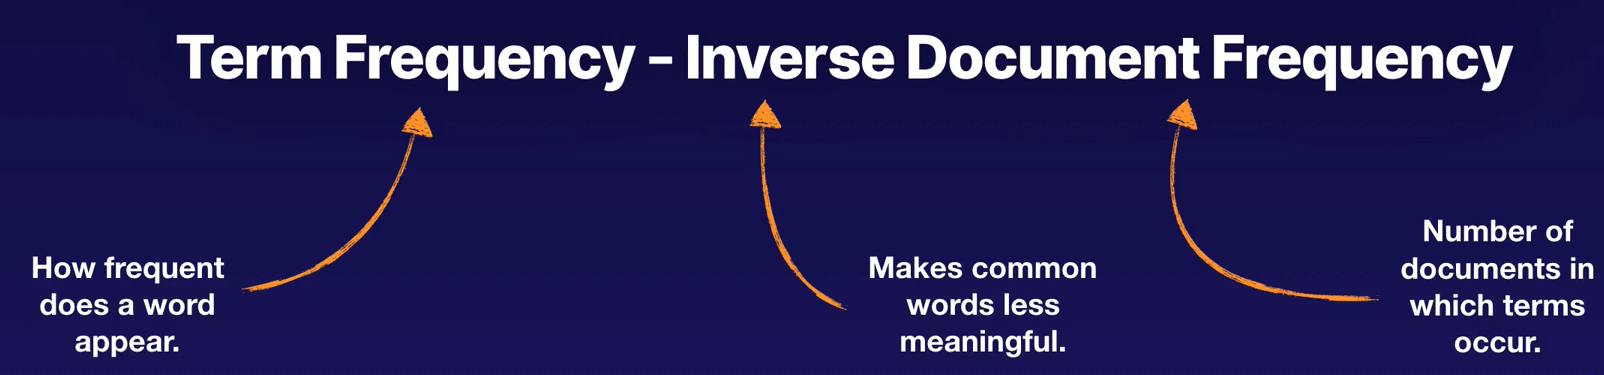 Term Frequency – Inverse Document Frequency
How frequent
does a word
appear.
Makes common
words less
meaningful.
Number of
documents in
which terms
occur.